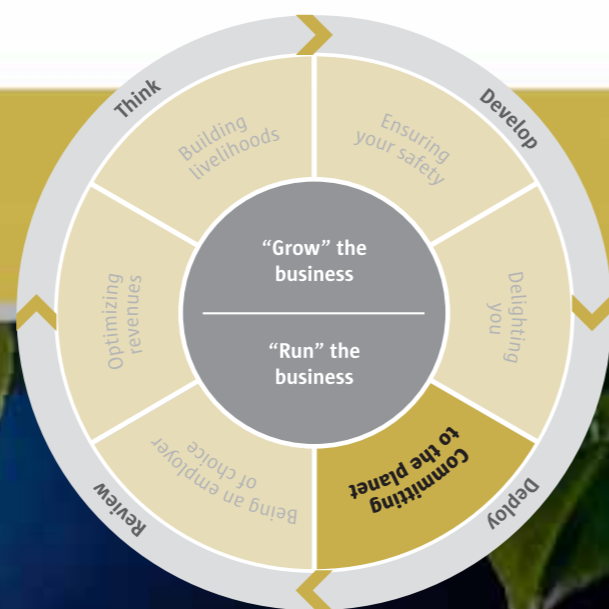 Think
Develop
Building
livelihoods
Ensuring
your safety
Optimizing
revenues
“Grow” the
business
“Run” the
business
Delighting
you
Being an employer
of choice
Committing
to the planet
Review
Deploy